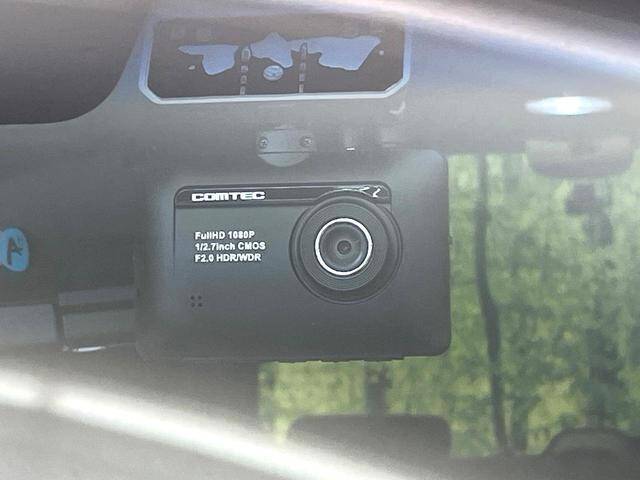 COMTEC
FullHD 1080P
1/2.7inch CMOS
F2.0 HDR/WDR
A